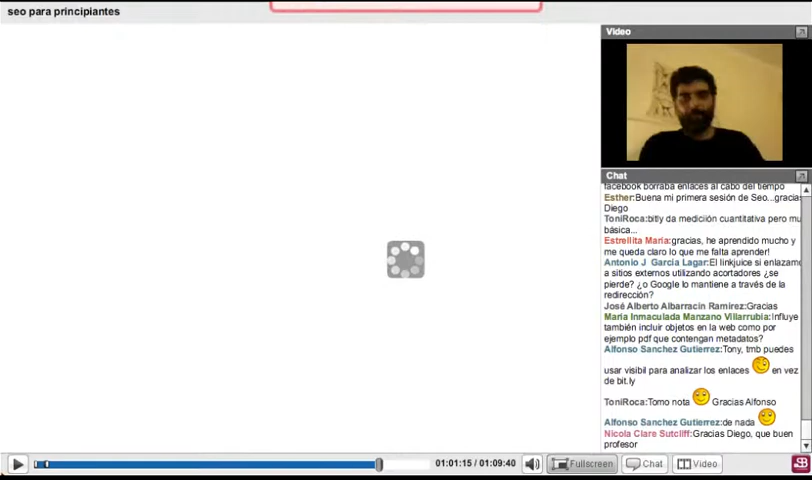 seo para principiantes
Video
Chat
facebook borraba enlaces al cabo del tiempo
Esther:Buena mi primera sesión de Seo...gracias
Diego
ToniRoca:bitly da medición cuantitativa pero mu
básica...
Estrellita Maria:gracias, he aprendido mucho y
me queda claro lo que me falta aprender!
Antonio J Garcia Lagar:El linkjuice si enlazamo
a sitios externos utilizando acortadores ¿se
pierde? ¿o Google lo mantiene a través de la
redirección?
José Alberto Albarracin Ramirez:Gracias
Maria Inmaculada Manzano Villarrubia:Influye
también incluir objetos en la web como por
ejemplo pdf que contengan metadatos?
Alfonso Sanchez Gutierrez:Tony, tmb puedes
usar visibil para analizar los enlaces en vez
de bit.ly
ToniRoca:Tomo nota Gracias Alfonso
Alfonso Sanchez Gutierrez:de nada
Nicola Clare Sutcliff:Gracias Diego, que buen
profesor
01:01:15 / 01:09:40
Fullscreen
Chat
Video